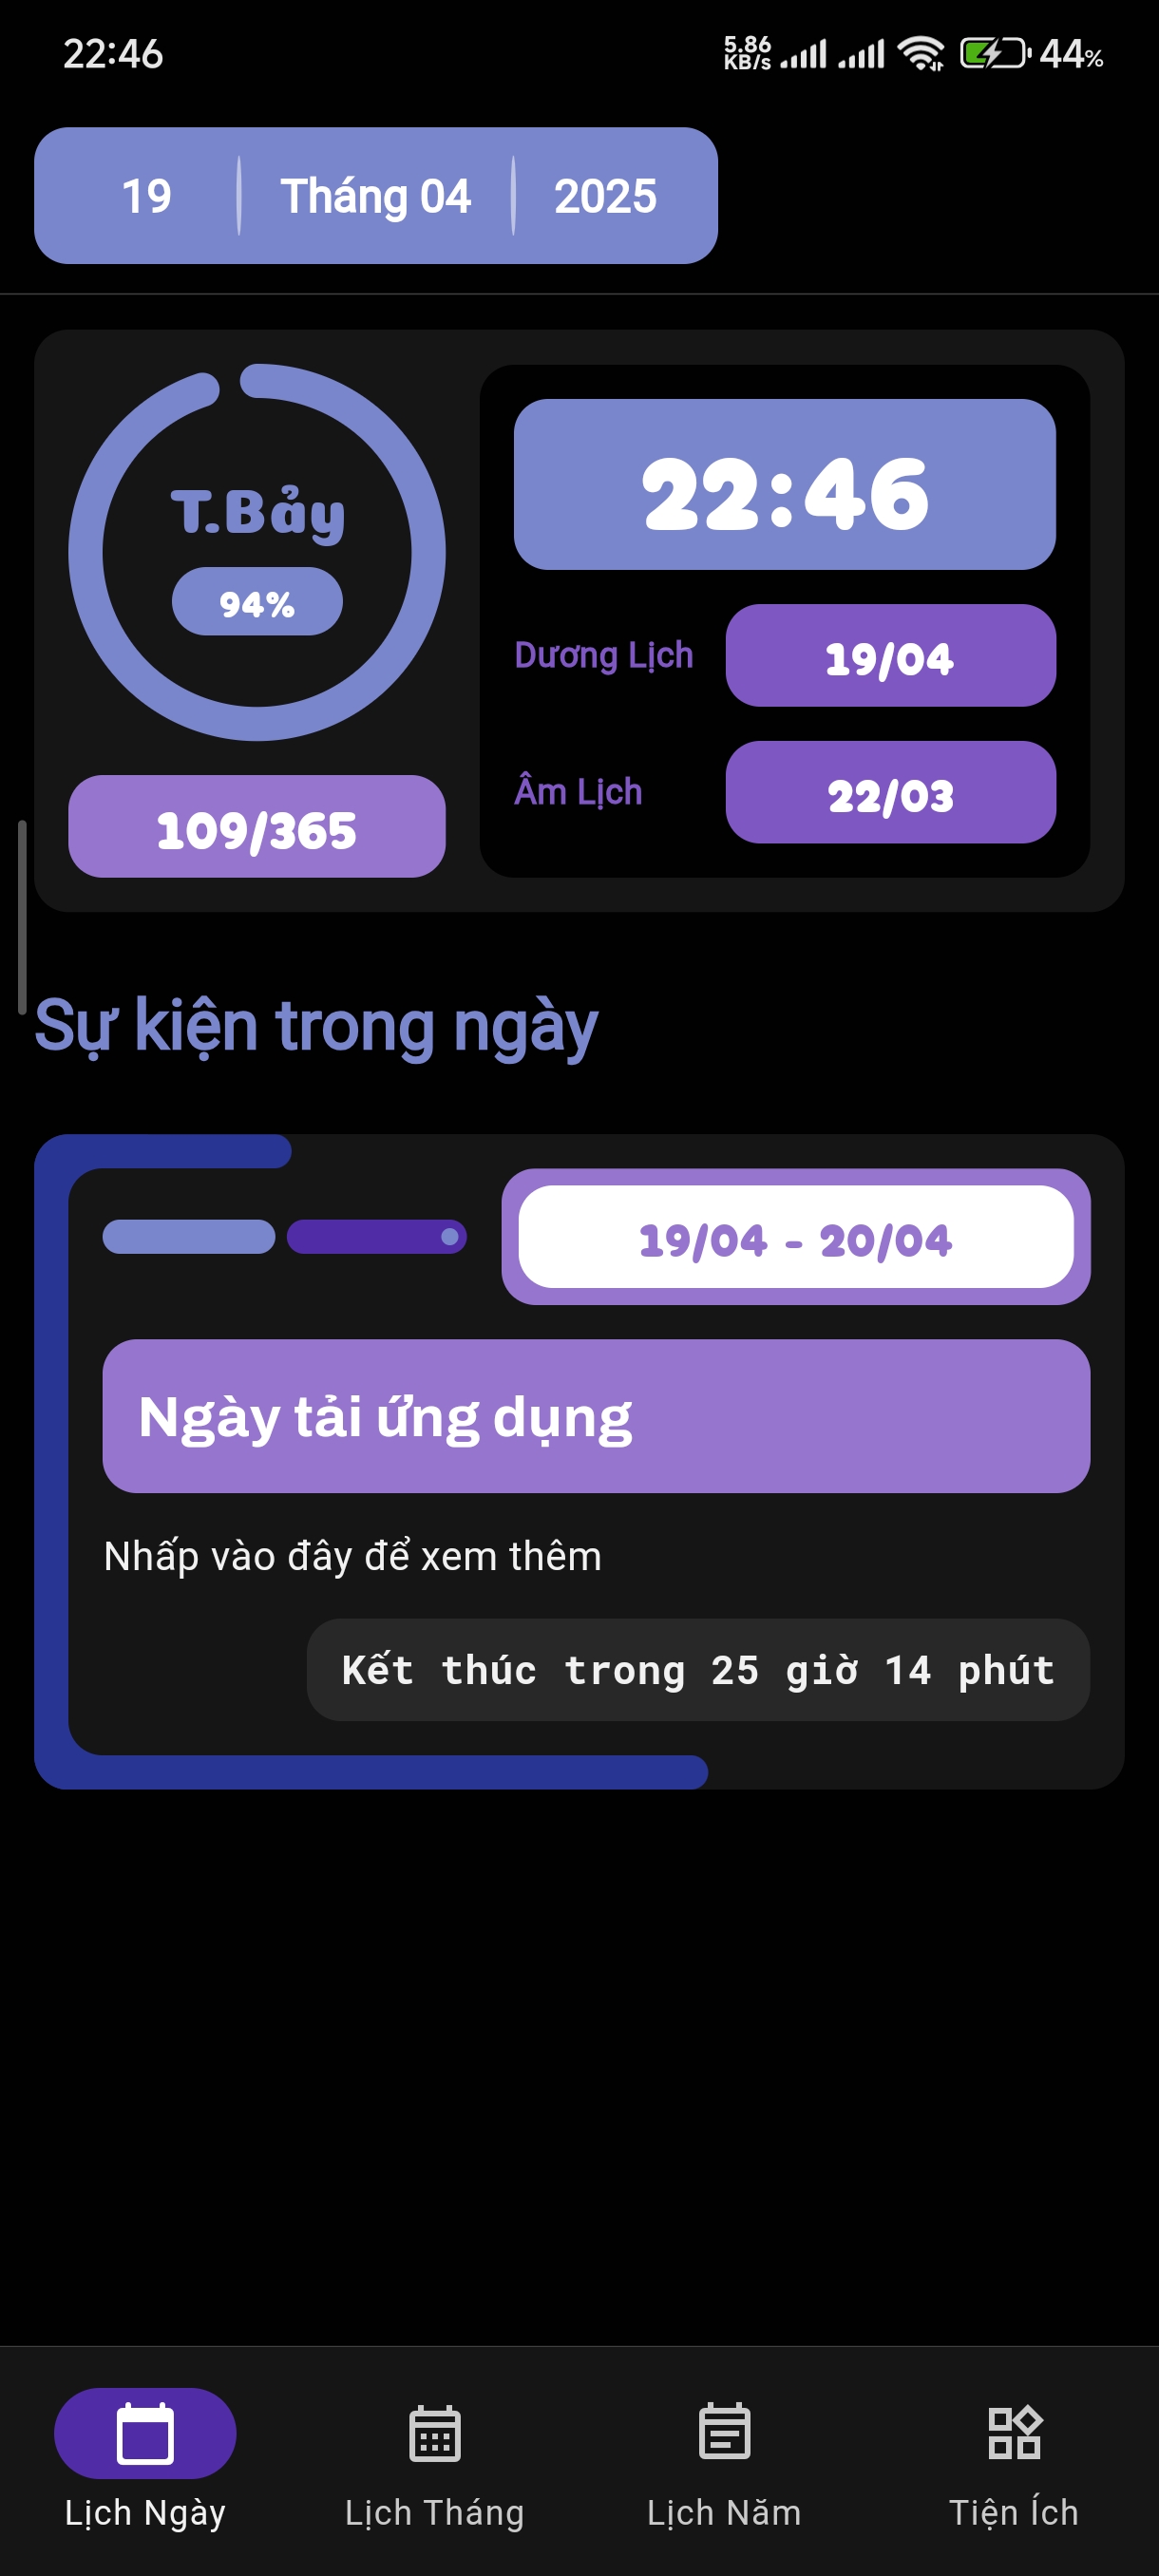 22:46
5.86
KB/s
44%
19
Tháng 04
2025
T.Bảy
94%
109/365
22:46
Dương Lịch
19/04
Âm Lịch
22/03
Sự kiện trong ngày
19/04 - 20/04
Ngày tải ứng dụng
Nhấp vào đây để xem thêm
Kết thúc trong 25 giờ 14 phút
Lịch Ngày
Lịch Tháng
Lịch Năm
Tiện Ích